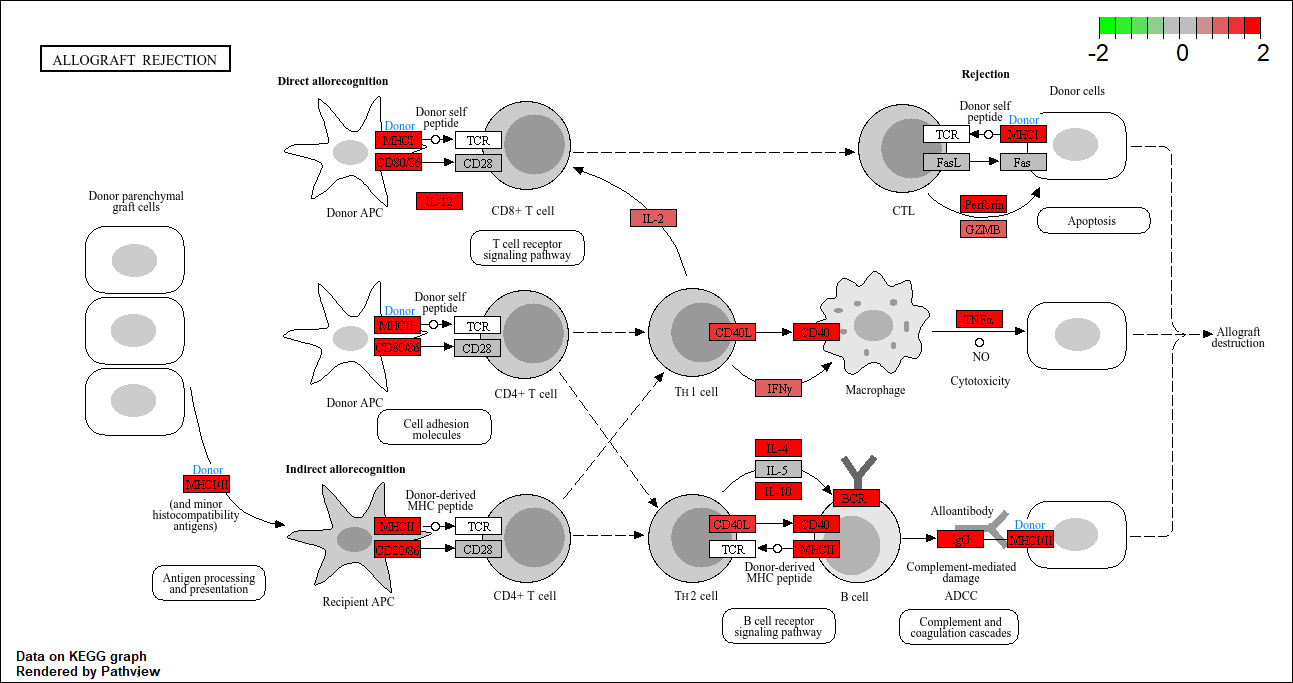 ALLOGRAFT REJECTION
-2 0 2
Direct allorecognition
Donor
Donor self
peptide
MHCI
TCR
CD80/86
CD28
IL-12
Donor APC
CD8+ T cell
T cell receptor
signaling pathway
IL-2
Rejection
Donor cells
Donor self
peptide
Donor
TCR
MHCI
FasL
Fas
CTL
Perforin
GZMB
Apoptosis
Donor parenchymal
graft cells
Donor
Donor self
peptide
MHCII
TCR
CD80/86
CD28
Donor APC
CD4+ T cell
Cell adhesion
molecules
CD40L
CD40
TH1 cell
IFNγ
Macrophage
TNFα
NO
Cytotoxicity
Allograft
destruction
Donor
MHCI/II
(and minor
histocompatibility
antigens)
Antigen processing
and presentation
Indirect allorecognition
Donor-derived
MHC peptide
MHCII
TCR
CD80/86
CD28
Recipient APC
CD4+ T cell
IL-4
IL-5
IL-10
BCR
CD40L
CD40
TCR
MHCII
Donor-derived
MHC peptide
TH2 cell
B cell
B cell receptor
signaling pathway
Alloantibody
Donor
IgG
MHCI/II
Complement-mediated
damage
ADCC
Complement and
coagulation cascades
Data on KEGG graph
Rendered by Pathview